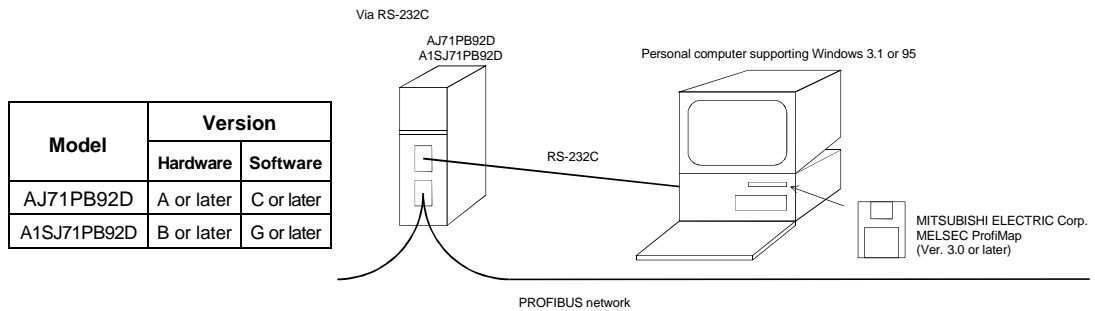 Via RS-232C
AJ71PB92D
A1SJ71PB92D
Personal computer supporting Windows 3.1 or 95
Model
Version
Hardware
Software
AJ71PB92D
A or later
C or later
A1SJ71PB92D
B or later
G or later
RS-232C
MITSUBISHI ELECTRIC Corp.
MELSEC ProfiMap
(Ver. 3.0 or later)
PROFIBUS network